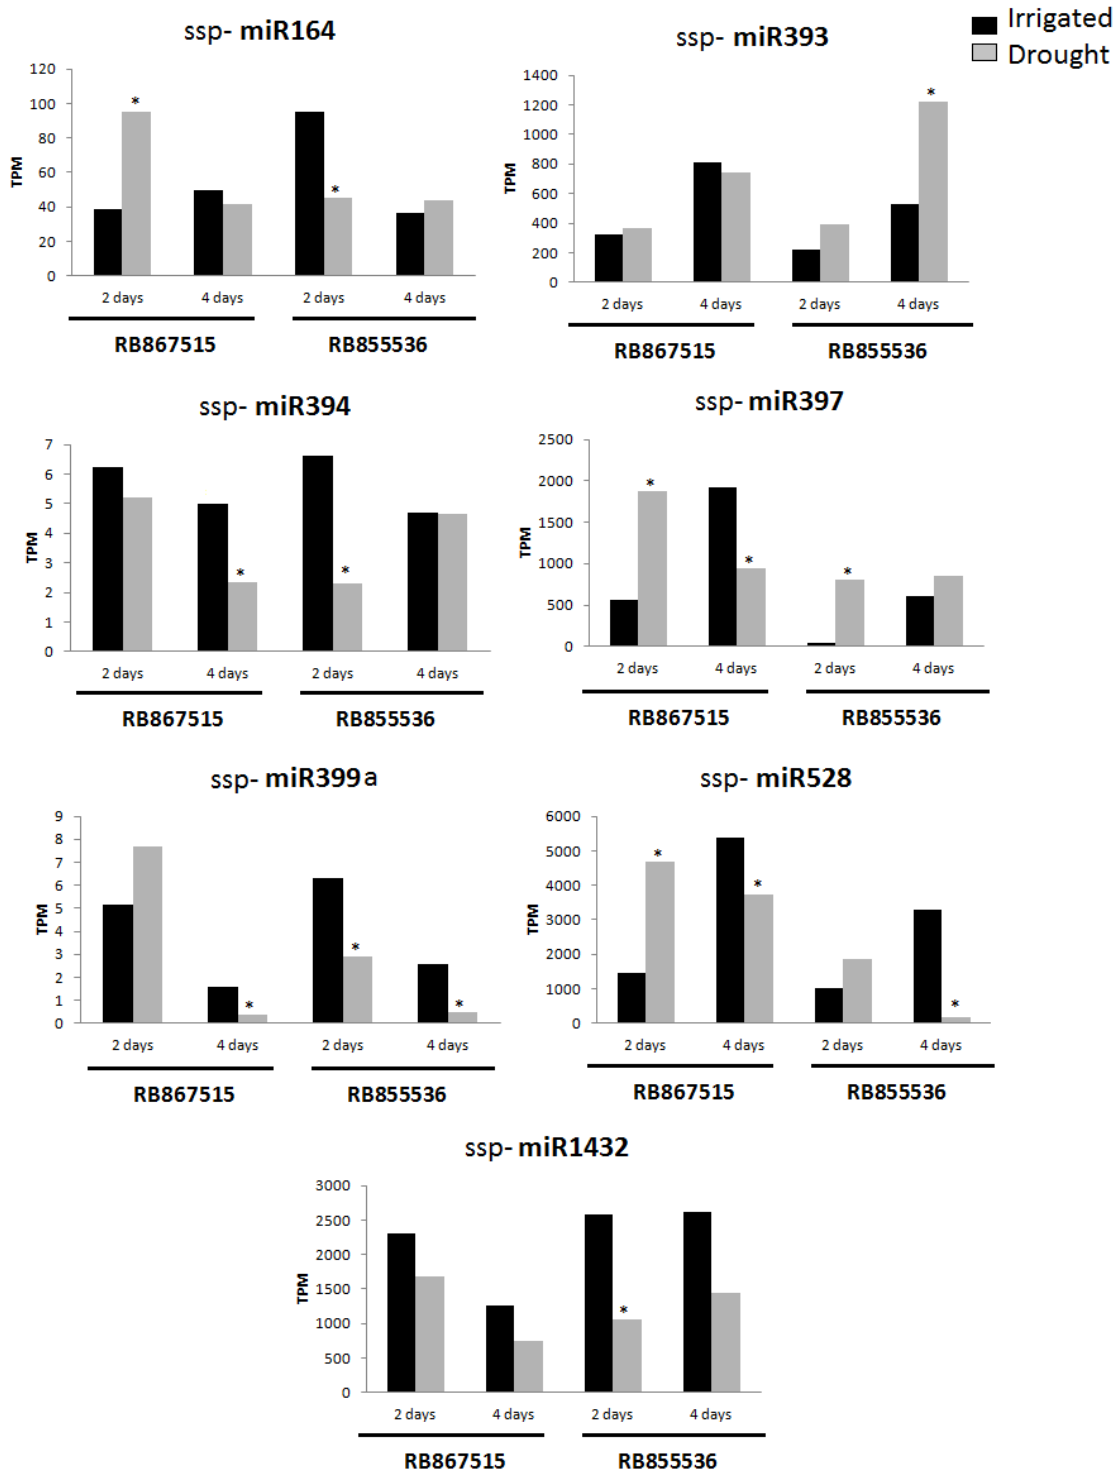 Irrigated
Drought
ssp- miR164
TPM
120
100
80
60
40
20
0
*
*
2 days 4 days 2 days 4 days
RB867515 RB855536
ssp- miR393
TPM
1400
1200
1000
800
600
400
200
0
*
2 days 4 days 2 days 4 days
RB867515 RB855536
ssp- miR394
TPM
7
6
5
4
3
2
1
0
* *
2 days 4 days 2 days 4 days
RB867515 RB855536
ssp- miR397
TPM
2500
2000
1500
1000
500
0
*
*
*
2 days 4 days 2 days 4 days
RB867515 RB855536
ssp- miR399a
TPM
9
8
7
6
5
4
3
2
1
0
*
* *
2 days 4 days 2 days 4 days
RB867515 RB855536
ssp- miR528
TPM
6000
5000
4000
3000
2000
1000
0
*
*
*
2 days 4 days 2 days 4 days
RB867515 RB855536
ssp- miR1432
TPM
3000
2500
2000
1500
1000
500
0
*
2 days 4 days 2 days 4 days
RB867515 RB855536